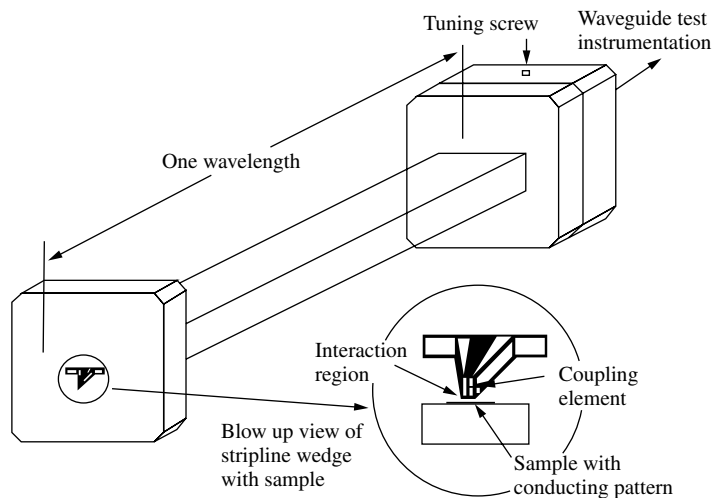 Tuning screw
Waveguide test
instrumentation
One wavelength
Interaction
region
Coupling
element
Blow up view of
stripline wedge
with sample
Sample with
conducting pattern